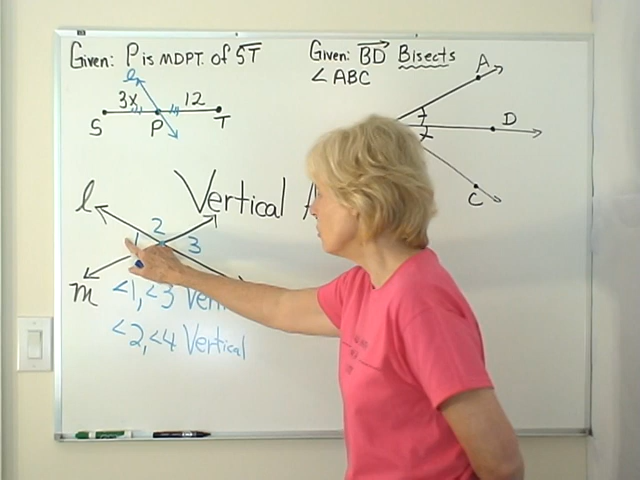 Given: P is MDPT. of ST
l
3x 12
S P T
Given: BD Bisects
∠ABC
A
D
C
Vertical
l
1 2 3
m
∠1, ∠3
∠2, ∠4 Vertical